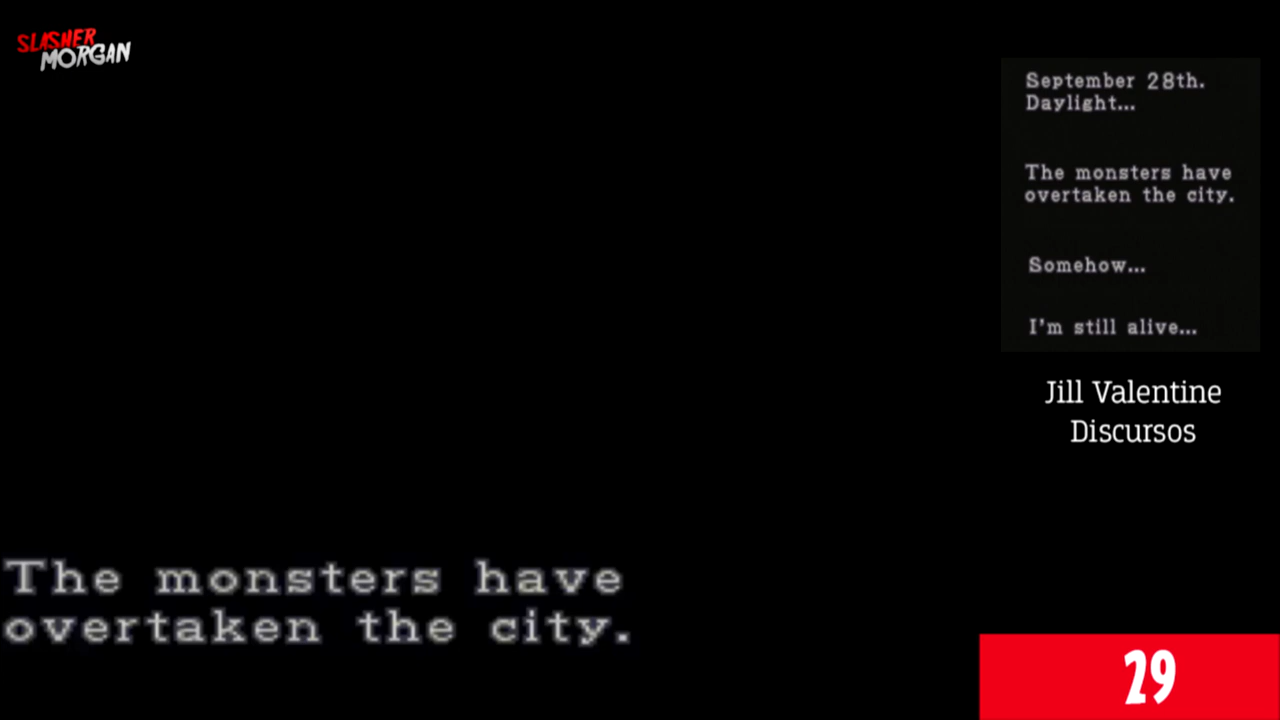 SLASHER
MORGAN
September 28th.
Daylight...
The monsters have
overtaken the city.
Somehow...
I'm still alive...
Jill Valentine
Discursos
The monsters have
overtaken the city.
29